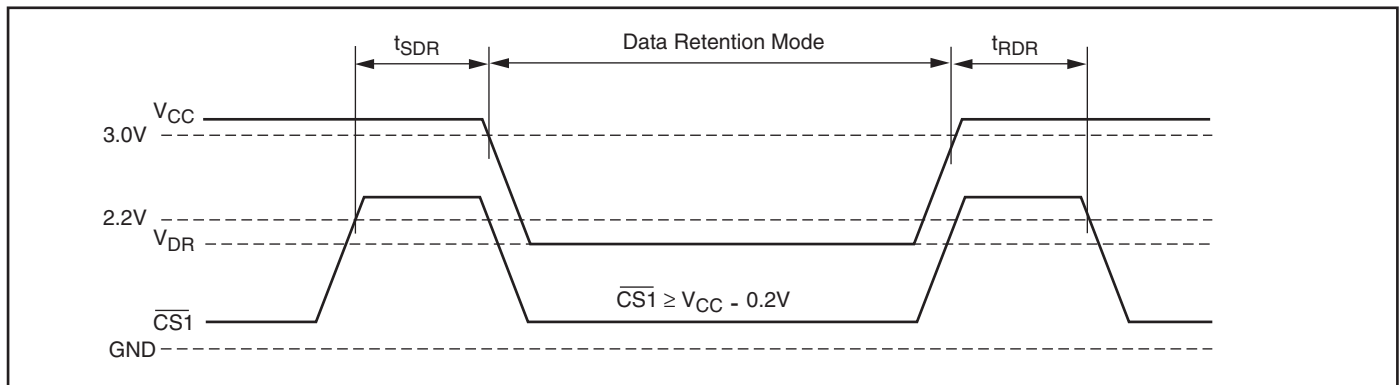 tSDR Data Retention Mode tRDR
VCC
3.0V
2.2V
VDR
CS1 ≥ VCC - 0.2V
CS1
GND